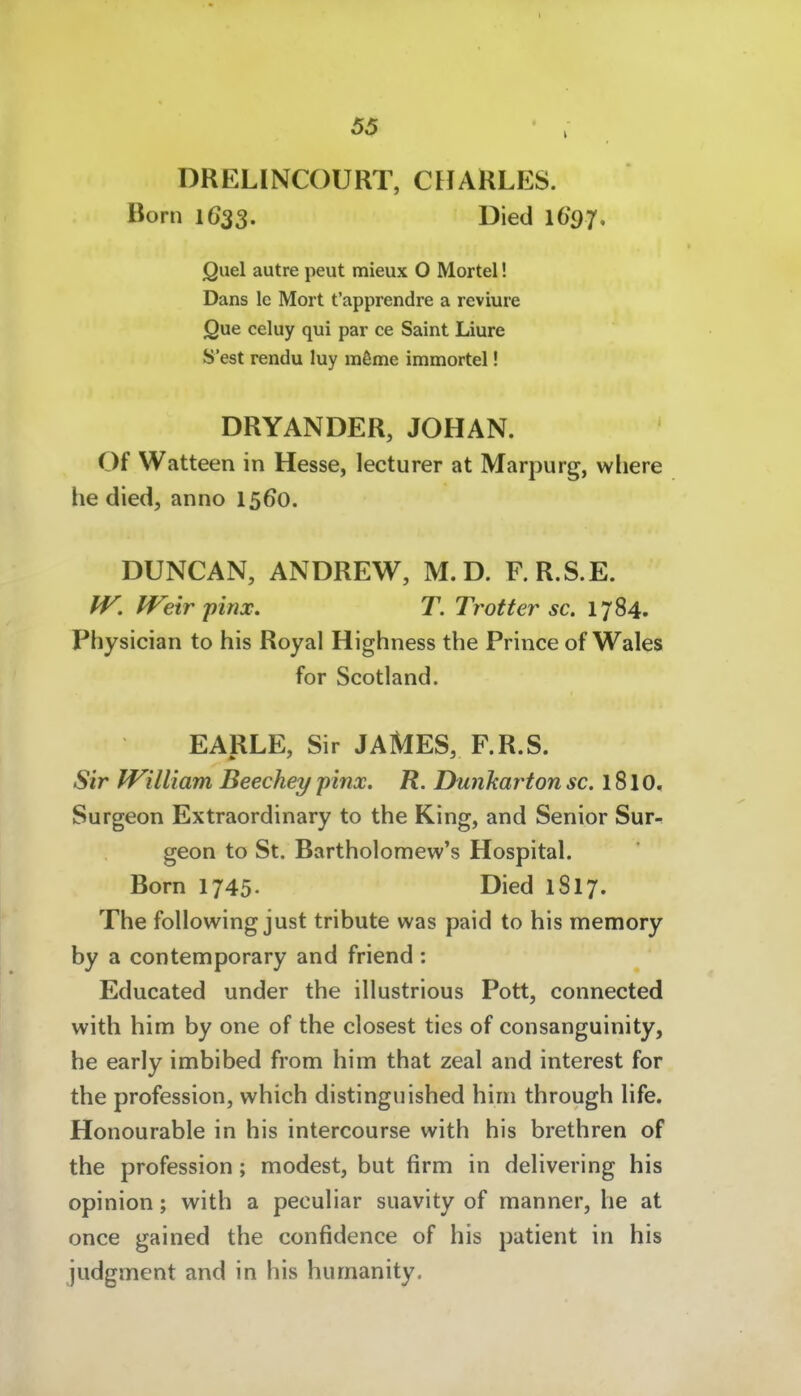 55
DRELINCOURT, CHARLES.
Born 1633. Died 1697.
Quel autre peut mieux O Mortel!
Dans le Mort t'apprendre a reviure
Que celuy qui par ce Saint Liure
S'est rendu luy même immortel!
DRYANDER, JOHAN.
Of Watteen in Hesse, lecturer at Marpurg, where
he died, anno 1560.
DUNCAN, ANDREW, M.D. F.R.S.E.
W. Weir pinx. T. Trotter sc. 1784.
Physician to his Royal Highness the Prince of Wales
for Scotland.
EARLE, Sir JAMES, F.R.S.
Sir William Beechey pinx. R. Dunkarton sc. 1810.
Surgeon Extraordinary to the King, and Senior Sur-
geon to St. Bartholomew's Hospital.
Born 1745. Died 1817.
The following just tribute was paid to his memory
by a contemporary and friend:
Educated under the illustrious Pott, connected
with him by one of the closest ties of consanguinity,
he early imbibed from him that zeal and interest for
the profession, which distinguished him through life.
Honourable in his intercourse with his brethren of
the profession; modest, but firm in delivering his
opinion; with a peculiar suavity of manner, he at
once gained the confidence of his patient in his
judgment and in his humanity.